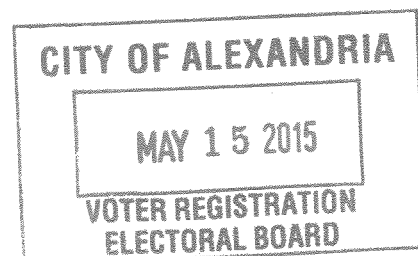 CITY OF ALEXANDRIA
MAY 15 2015
VOTER REGISTRATION
ELECTORAL BOARD